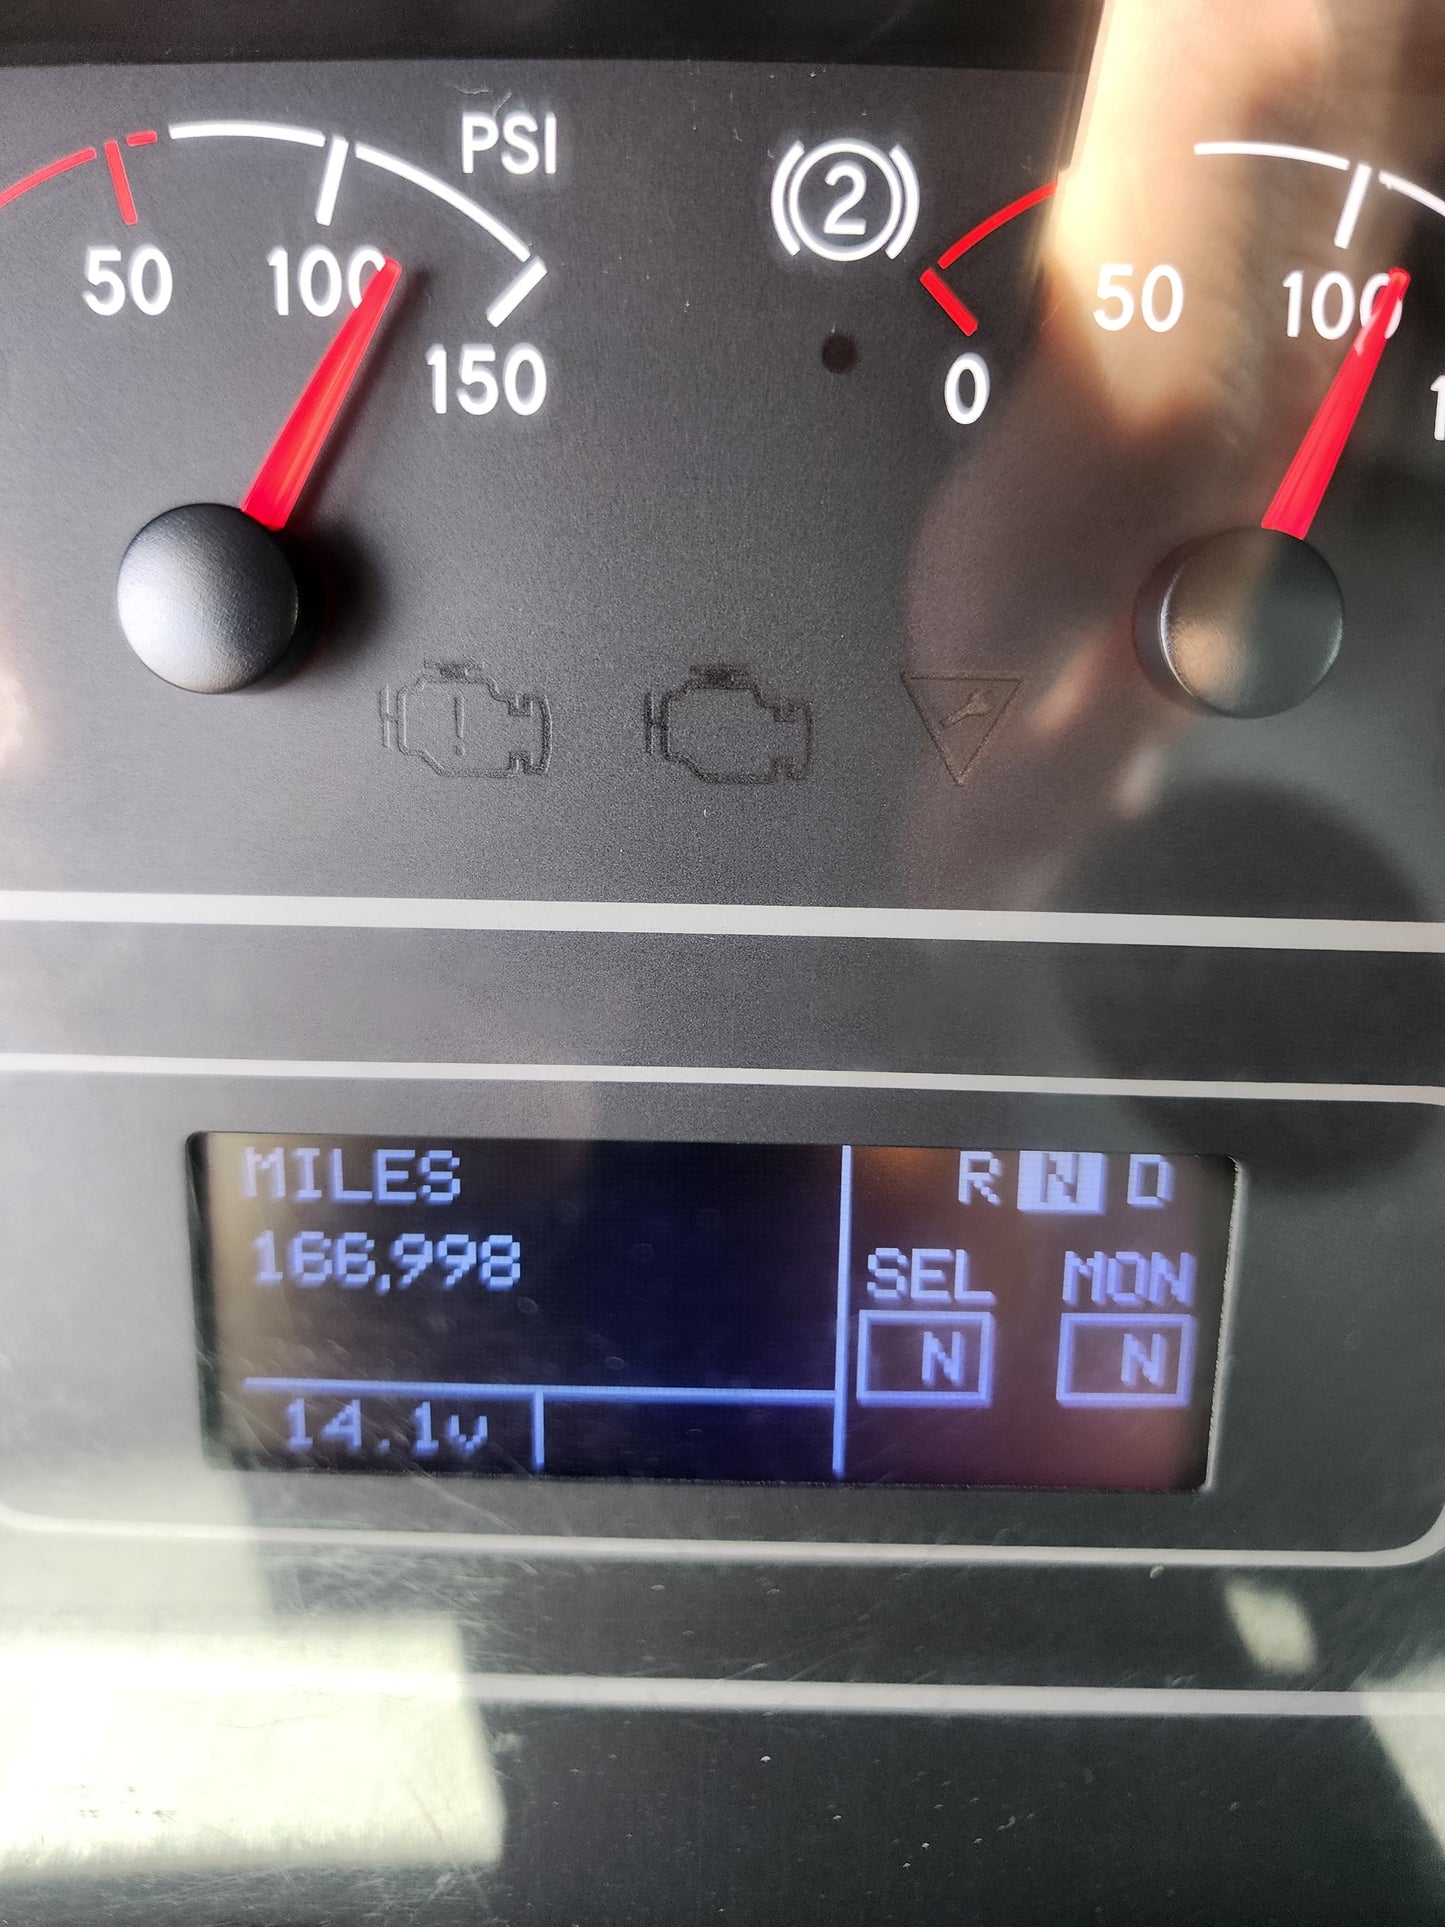 PSI
50 100 150
2
0 50 100
MILES
166,998
14.1v
R N D
SEL MON
N N